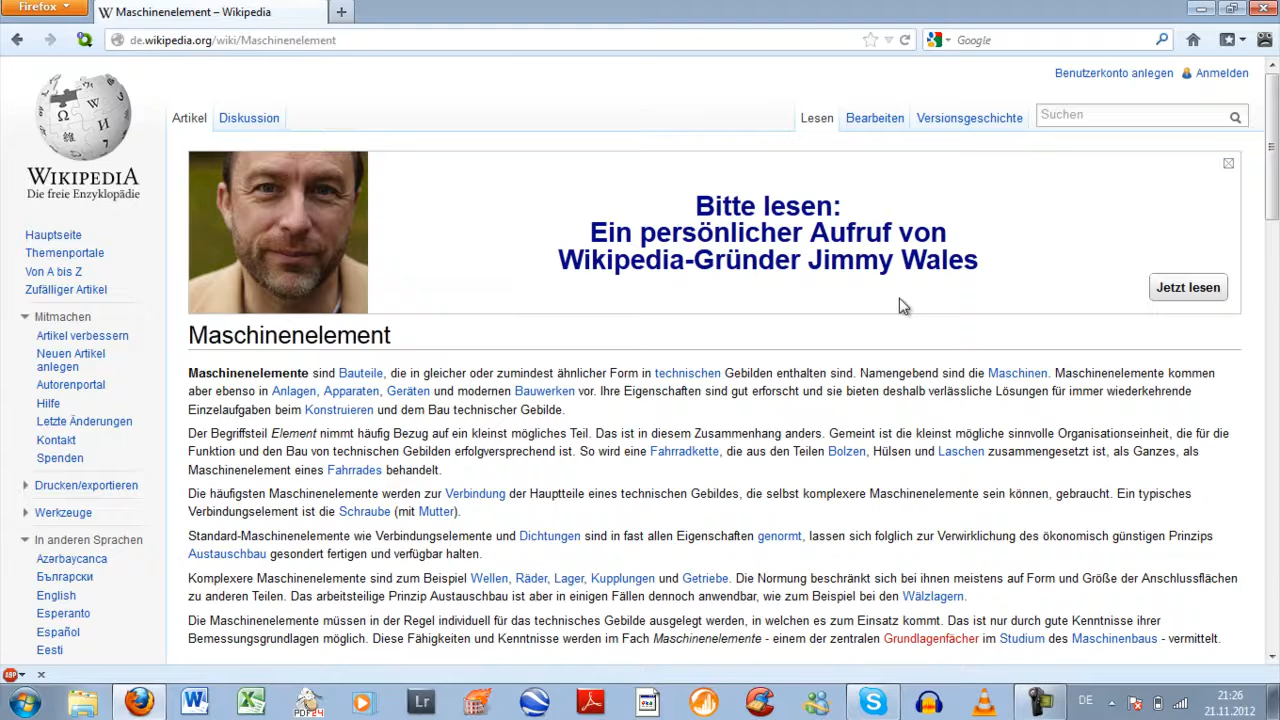 Firefox
Maschinenelement – Wikipedia
de.wikipedia.org/wiki/Maschinenelement
Google
Benutzerkonto anlegen Anmelden
Artikel Diskussion Lesen Bearbeiten Versionsgeschichte Suchen
WIKIPEDIA
Die freie Enzyklopädie
Hauptseite
Themenportale
Von A bis Z
Zufälliger Artikel
Mitmachen
Artikel verbessern
Neuen Artikel
anlegen
Autorenportal
Hilfe
Letzte Änderungen
Kontakt
Spenden
Drucken/exportieren
Werkzeuge
In anderen Sprachen
Azərbaycanca
Български
English
Esperanto
Español
Eesti
Bitte lesen:
Ein persönlicher Aufruf von
Wikipedia-Gründer Jimmy Wales
Jetzt lesen
Maschinenelement
Maschinenelemente sind Bauteile, die in gleicher oder zumindest ähnlicher Form in technischen Gebilden enthalten sind. Namengebend sind die Maschinen. Maschinenelemente kommen
aber ebenso in Anlagen, Apparaten, Geräten und modernen Bauwerken vor. Ihre Eigenschaften sind gut erforscht und sie bieten deshalb verlässliche Lösungen für immer wiederkehrende
Einzelaufgaben beim Konstruieren und dem Bau technischer Gebilde.
Der Begriffsteil Element nimmt häufig Bezug auf ein kleinst mögliches Teil. Das ist in diesem Zusammenhang anders. Gemeint ist die kleinst mögliche sinnvolle Organisationseinheit, die für die
Funktion und den Bau von technischen Gebilden erfolgversprechend ist. So wird eine Fahrradkette, die aus den Teilen Bolzen, Hülsen und Laschen zusammengesetzt ist, als Ganzes, als
Maschinenelement eines Fahrrades behandelt.
Die häufigsten Maschinenelemente werden zur Verbindung der Hauptteile eines technischen Gebildes, die selbst komplexere Maschinenelemente sein können, gebraucht. Ein typisches
Verbindungselement ist die Schraube (mit Mutter).
Standard-Maschinenelemente wie Verbindungselemente und Dichtungen sind in fast allen Eigenschaften genormt, lassen sich folglich zur Verwirklichung des ökonomisch günstigen Prinzips
Austauschbau gesondert fertigen und verfügbar halten.
Komplexere Maschinenelemente sind zum Beispiel Wellen, Räder, Lager, Kupplungen und Getriebe. Die Normung beschränkt sich bei ihnen meistens auf Form und Größe der Anschlussflächen
zu anderen Teilen. Das arbeitsteilige Prinzip Austauschbau ist aber in einigen Fällen dennoch anwendbar, wie zum Beispiel bei den Wälzlagern.
Die Maschinenelemente müssen in der Regel individuell für das technisches Gebilde ausgelegt werden, in welchen es zum Einsatz kommt. Das ist nur durch gute Kenntnisse ihrer
Bemessungsgrundlagen möglich. Diese Fähigkeiten und Kenntnisse werden im Fach Maschinenelemente - einem der zentralen Grundlagenfächer im Studium des Maschinenbaus - vermittelt.
ABP
PDF24
Lr
DE
21:26
21.11.2012